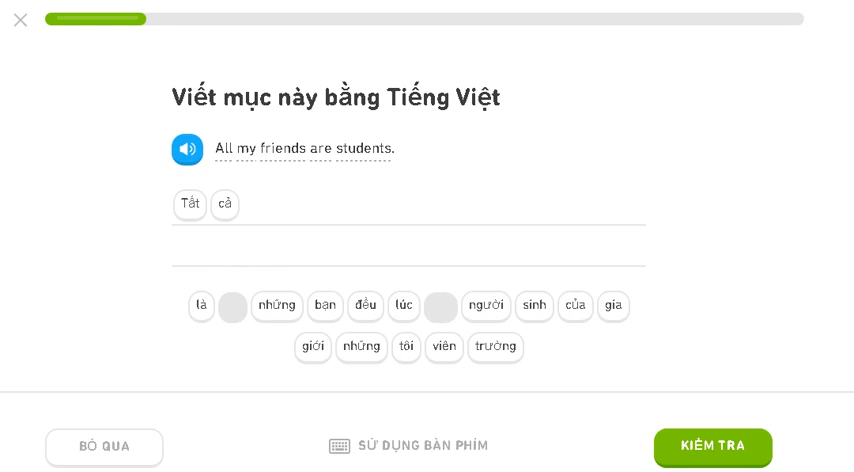 Viết mục này bằng Tiếng Việt
All my friends are students.
Tất cả
là những bạn đều lúc người sinh của gia
giới những tôi viên trường
BỎ QUA SỬ DỤNG BÀN PHÍM KIỂM TRA